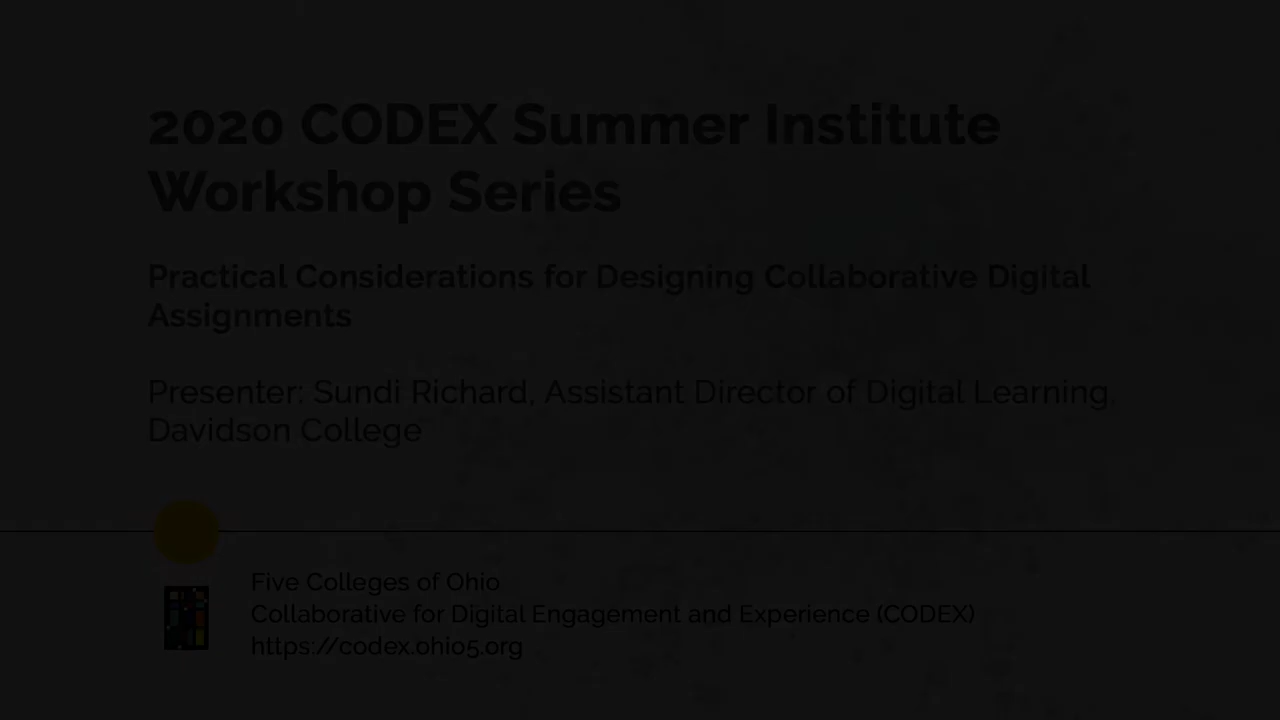 2020 CODEX Summer Institute
Workshop Series
Practical Considerations for Designing Collaborative Digital
Assignments
Presenter: Sundi Richard, Assistant Director of Digital Learning,
Davidson College
Five Colleges of Ohio
Collaborative for Digital Engagement and Experience (CODEX)
https://codex.ohio5.org